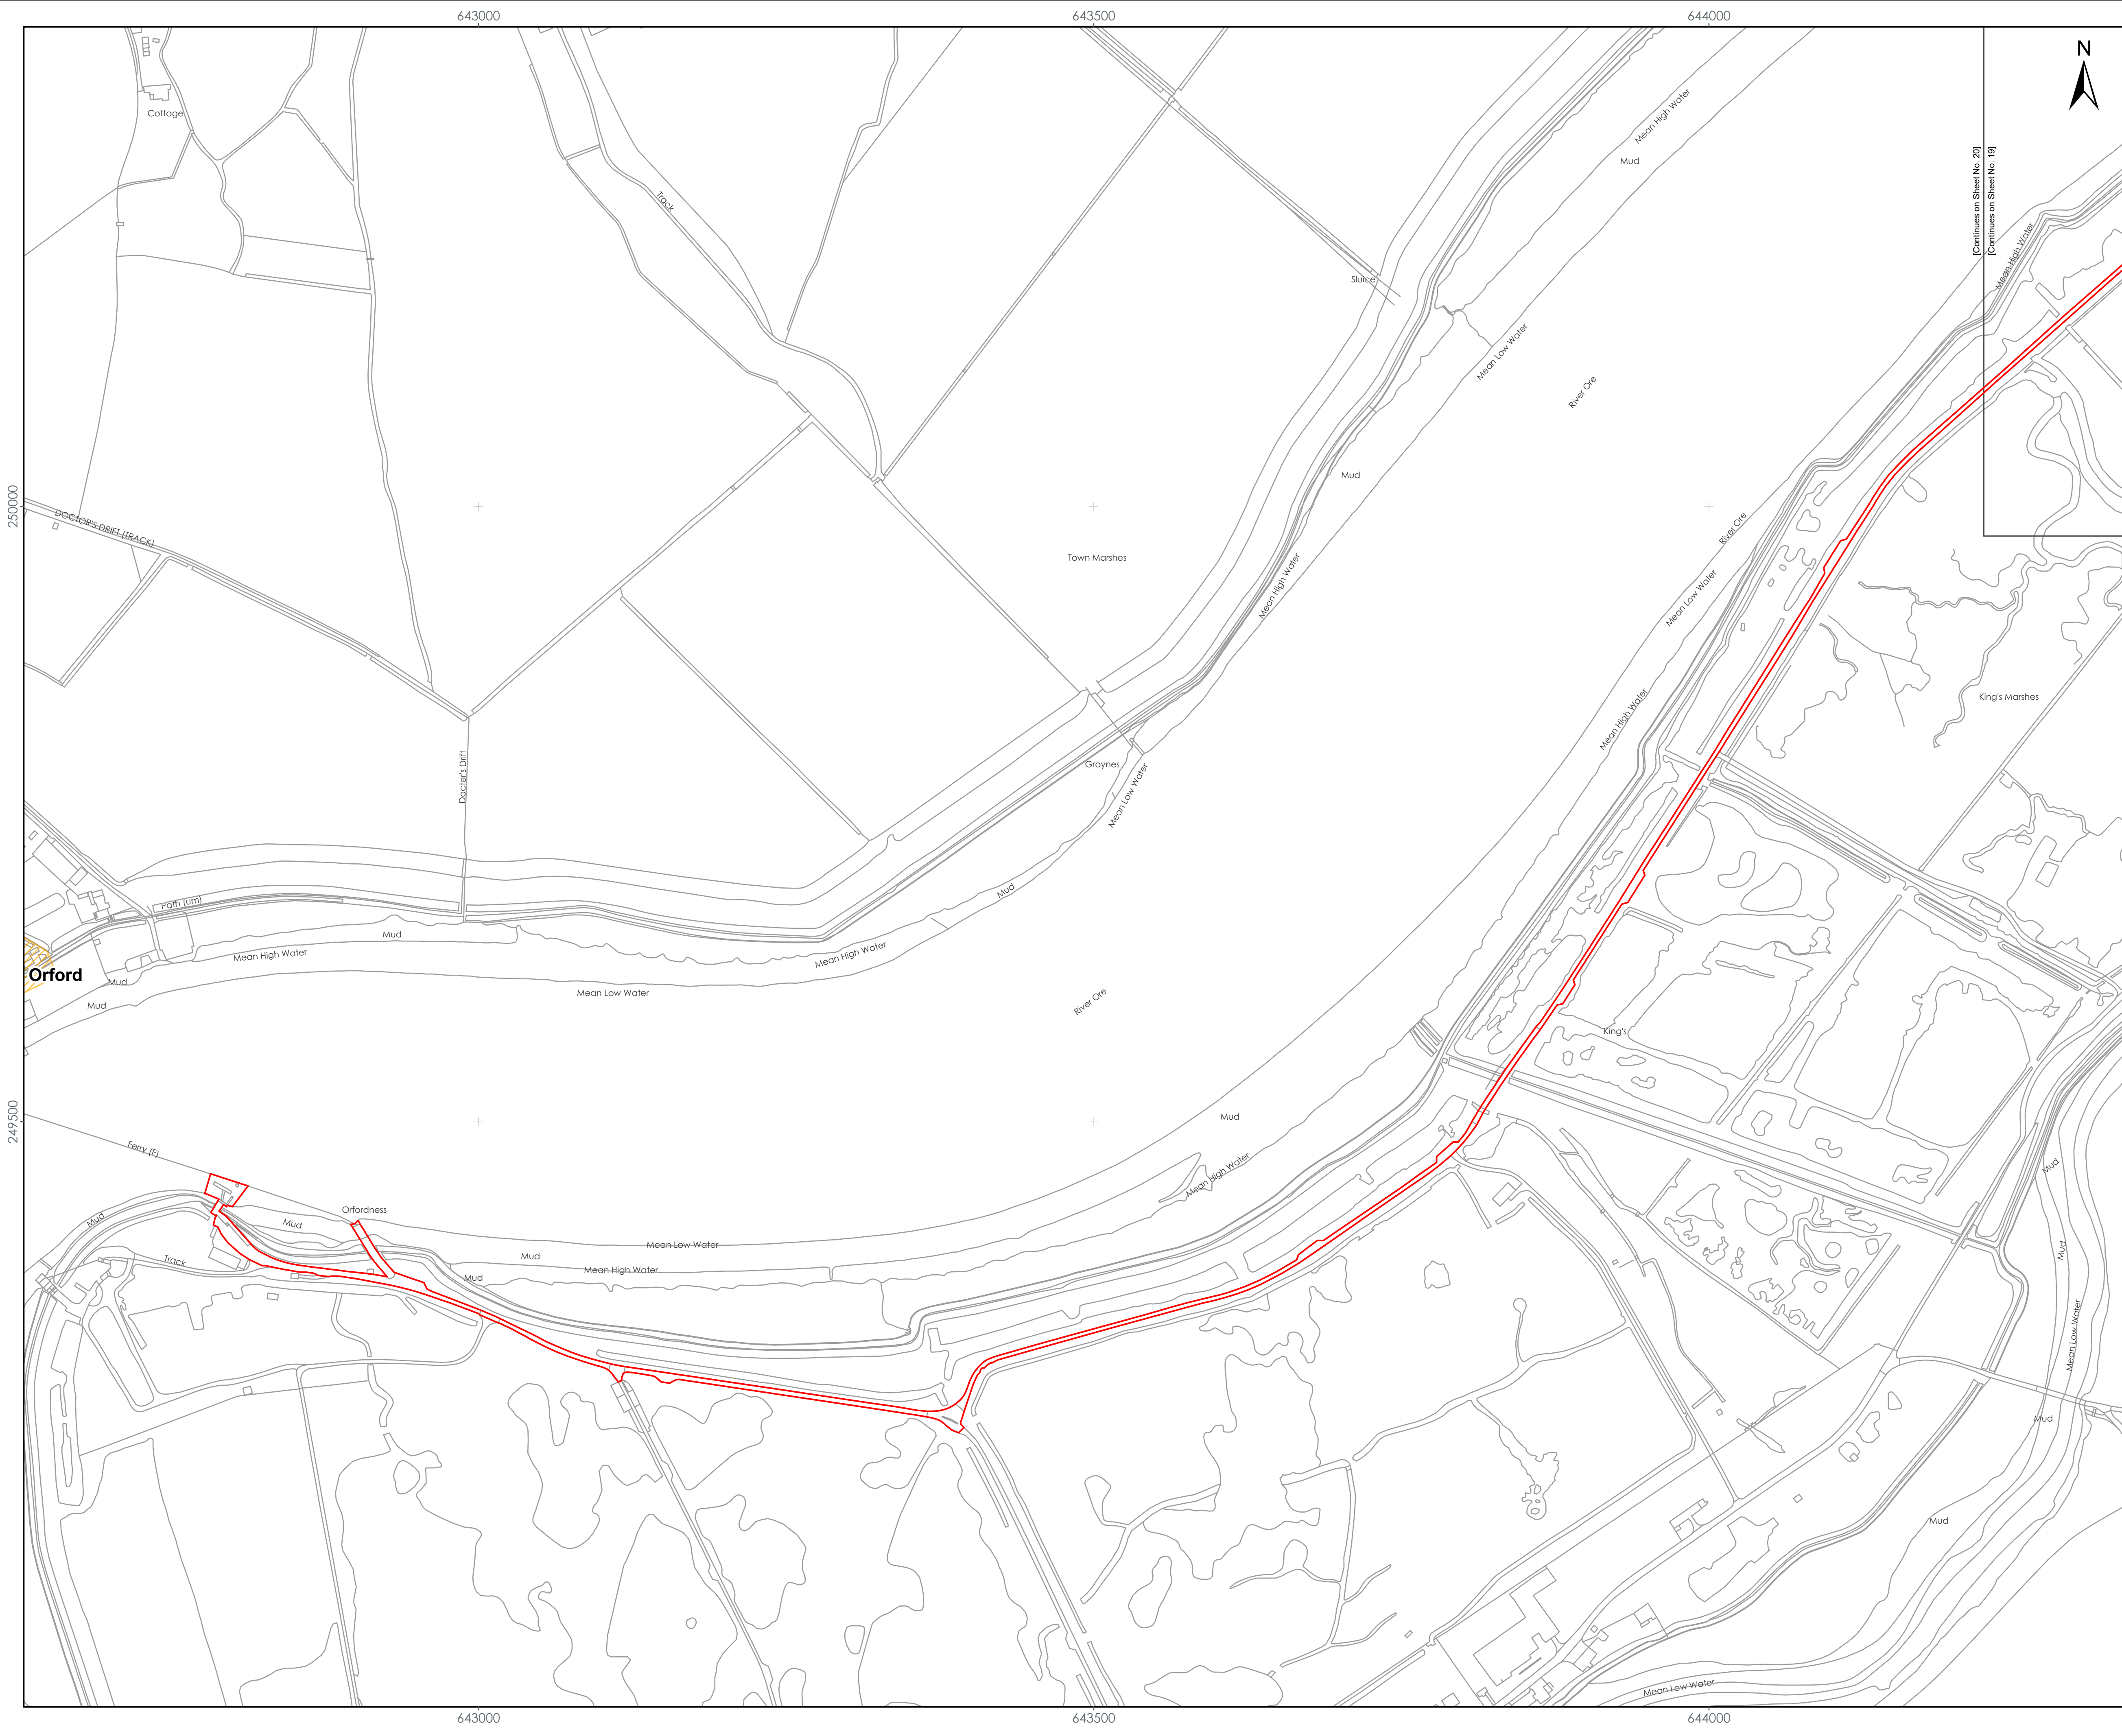 643000
643500
644000
N
Cottage
Mean High Water
Mud
[Continues on Sheet No. 20]
[Continues on Sheet No. 19]
Track
Mean High Water
Sluice
Mean Low Water
River Ore
Mud
250000
DOCTOR'S DRIFT (TRACK)
River Ore
Town Marshes
Mean High Water
Mean Low Water
King's Marshes
Mean High Water
Doctor's Drift
Groynes
Mean Low Water
Mud
Path (um)
Mud
Mean High Water
Mean High Water
Orford
Mud
Mean Low Water
Mud
River Ore
King's
249500
Mud
Ferry (F)
Mean High Water
Mud
Orfordness
Mud
Mud
Mean Low Water
Mud
Track
Mud
Mean High Water
Mud
Mud
Mean Low Water
Mud
Mud
Mean Low Water
643000
643500
644000